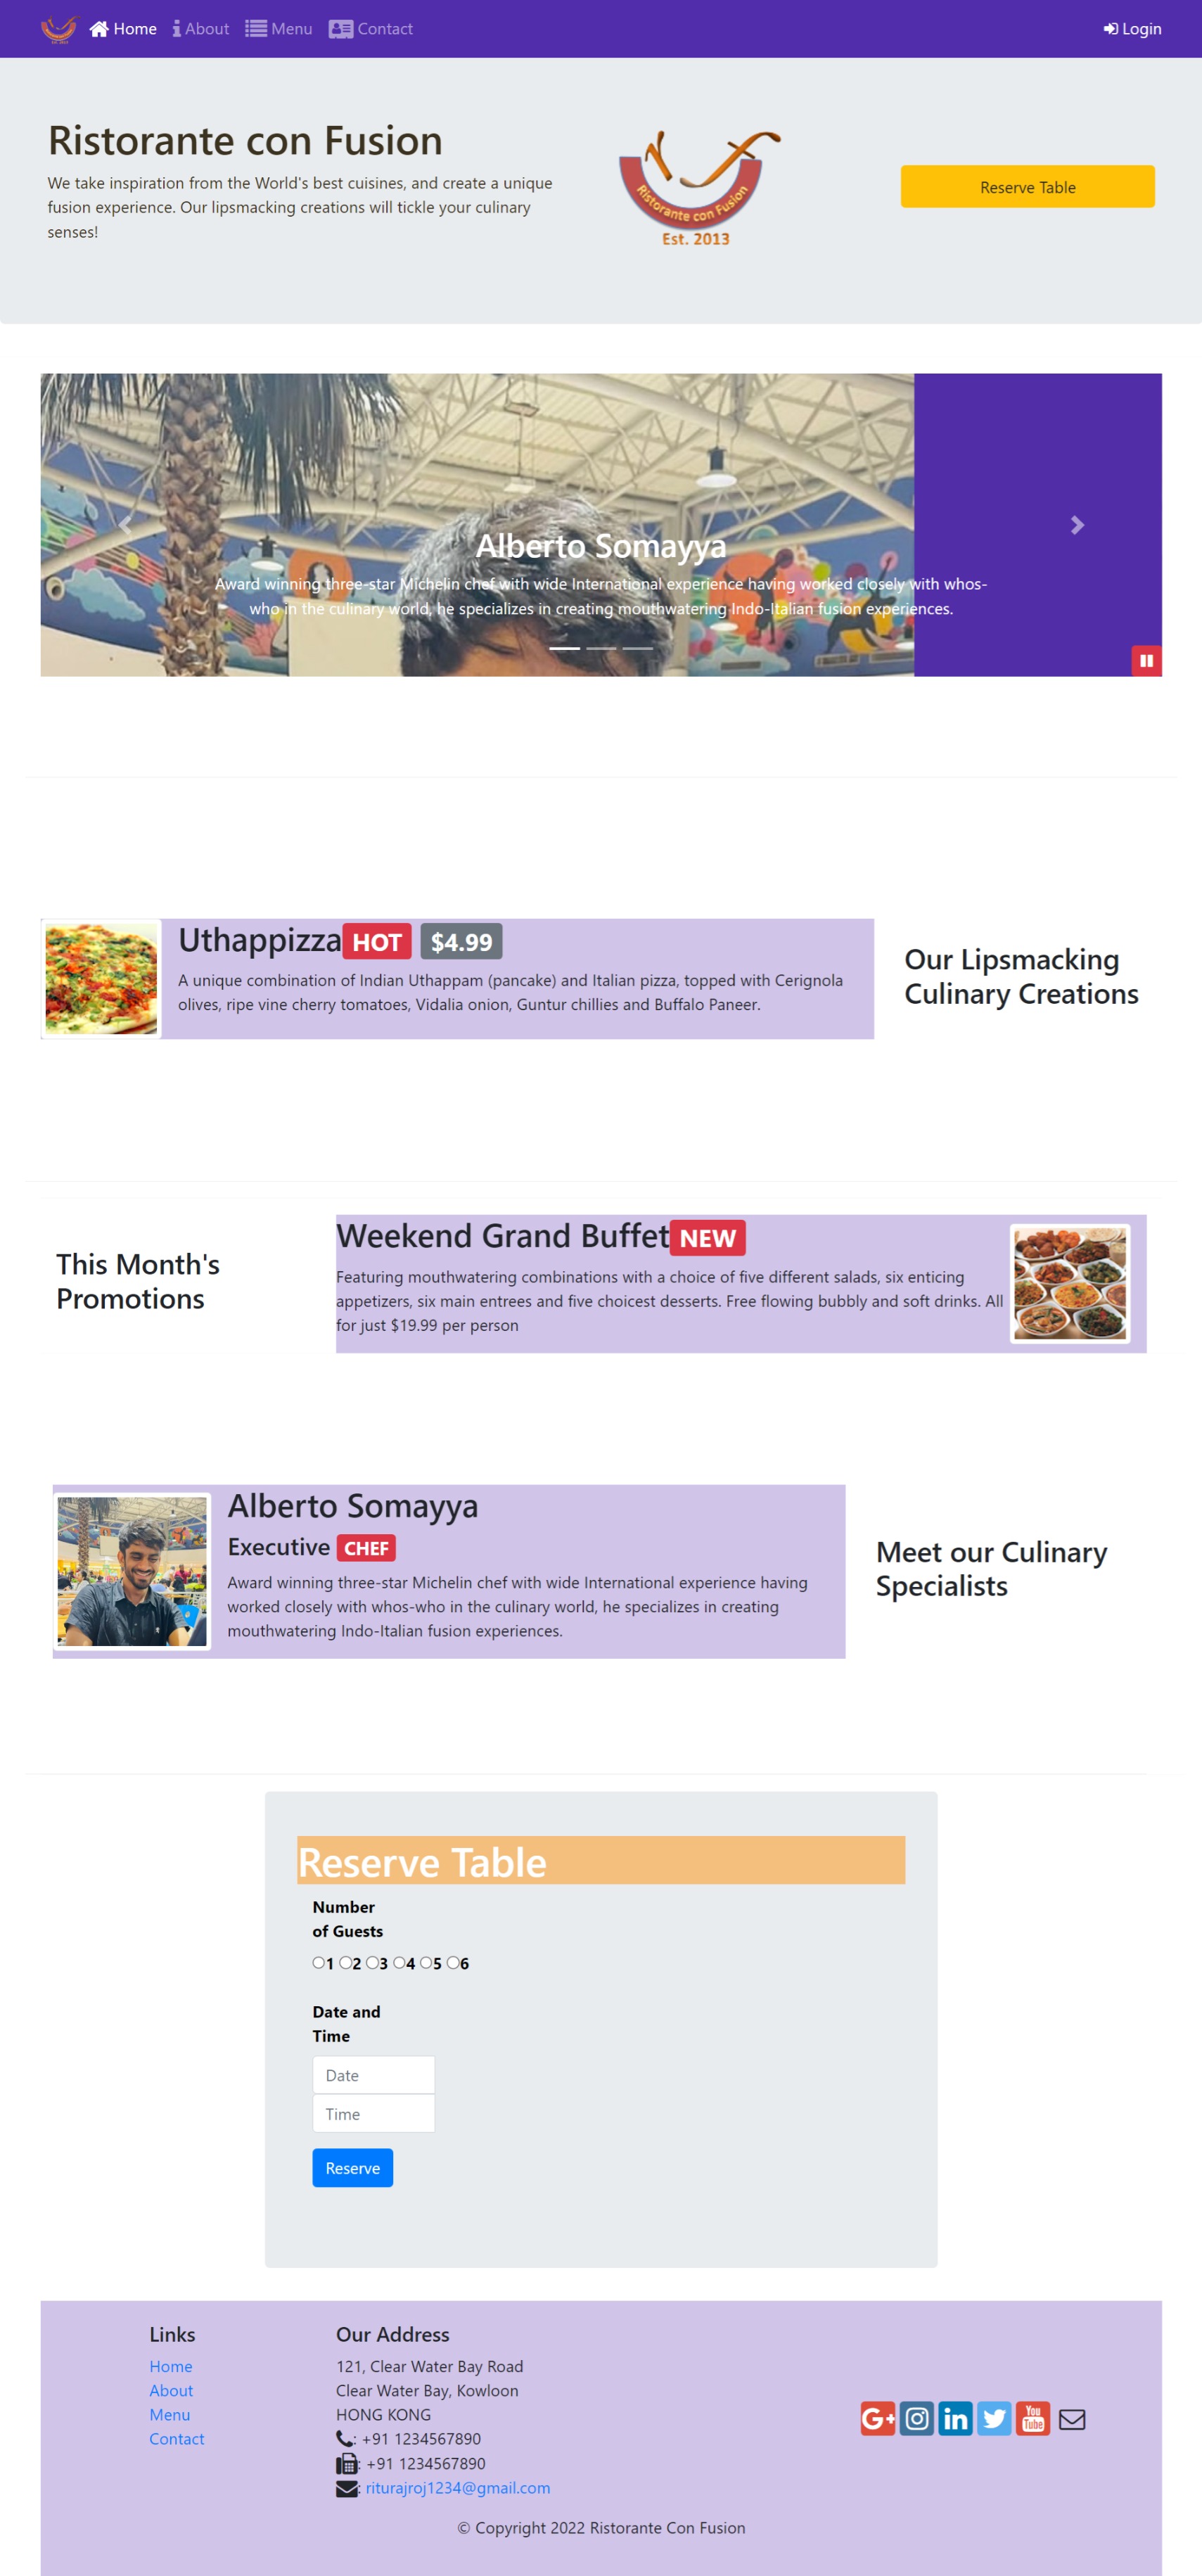 Home About Menu Contact Login
Ristorante con Fusion
We take inspiration from the World's best cuisines, and create a unique
fusion experience. Our lipsmacking creations will tickle your culinary
senses!
Ristorante con Fusion
Est. 2013
Reserve Table
Alberto Somayya
Award winning three-star Michelin chef with wide International experience having worked closely with whos-
who in the culinary world, he specializes in creating mouthwatering Indo-Italian fusion experiences.
Uthappizza HOT $4.99
A unique combination of Indian Uthappam (pancake) and Italian pizza, topped with Cerignola
olives, ripe vine cherry tomatoes, Vidalia onion, Guntur chillies and Buffalo Paneer.
Our Lipsmacking
Culinary Creations
This Month's
Promotions
Weekend Grand Buffet NEW
Featuring mouthwatering combinations with a choice of five different salads, six enticing
appetizers, six main entrees and five choicest desserts. Free flowing bubbly and soft drinks. All
for just $19.99 per person
Alberto Somayya
Executive CHEF
Award winning three-star Michelin chef with wide International experience having
worked closely with whos-who in the culinary world, he specializes in creating
mouthwatering Indo-Italian fusion experiences.
Meet our Culinary
Specialists
Reserve Table
Number
of Guests
1 2 3 4 5 6
Date and
Time
Date
Time
Reserve
Links
Home
About
Menu
Contact
Our Address
121, Clear Water Bay Road
Clear Water Bay, Kowloon
HONG KONG
: +91 1234567890
: +91 1234567890
: riturajroj1234@gmail.com
G+ in You Tube
© Copyright 2022 Ristorante Con Fusion